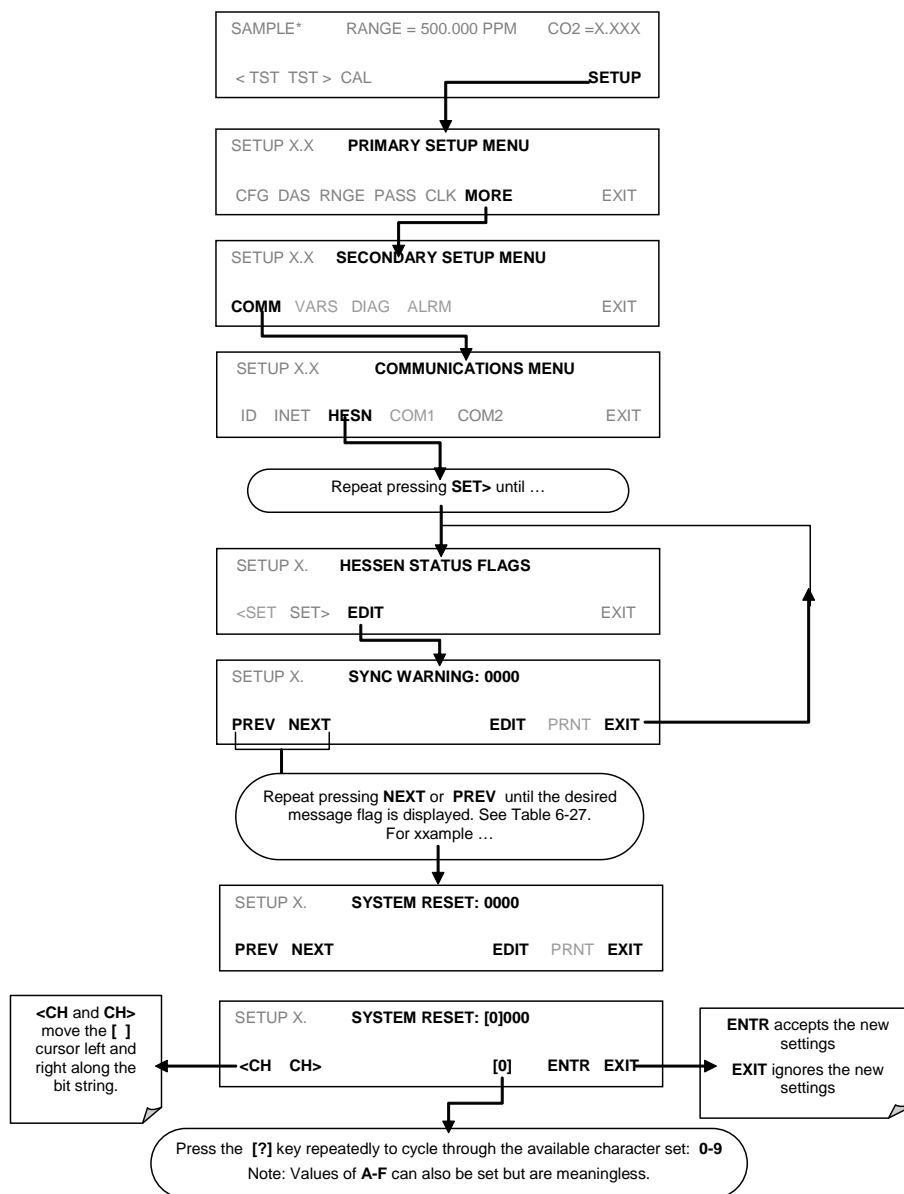 SAMPLE* RANGE = 500.000 PPM CO2 =X.XXX
< TST TST > CAL SETUP
SETUP X.X PRIMARY SETUP MENU
CFG DAS RNGE PASS CLK MORE EXIT
SETUP X.X SECONDARY SETUP MENU
COMM VARS DIAG ALRM EXIT
SETUP X.X COMMUNICATIONS MENU
ID INET HESN COM1 COM2 EXIT
Repeat pressing SET> until …
SETUP X. HESSEN STATUS FLAGS
<SET SET> EDIT EXIT
SETUP X. SYNC WARNING: 0000
PREV NEXT EDIT PRNT EXIT
Repeat pressing NEXT or PREV until the desired
message flag is displayed. See Table 6-27.
For xxample …
SETUP X. SYSTEM RESET: 0000
PREV NEXT EDIT PRNT EXIT
<CH and CH>
move the [ ]
cursor left and
right along the
bit string.
SETUP X. SYSTEM RESET: [0]000
<CH CH> [0] ENTR EXIT
ENTR accepts the new
settings
EXIT ignores the new
settings
Press the [?] key repeatedly to cycle through the available character set: 0-9
Note: Values of A-F can also be set but are meaningless.